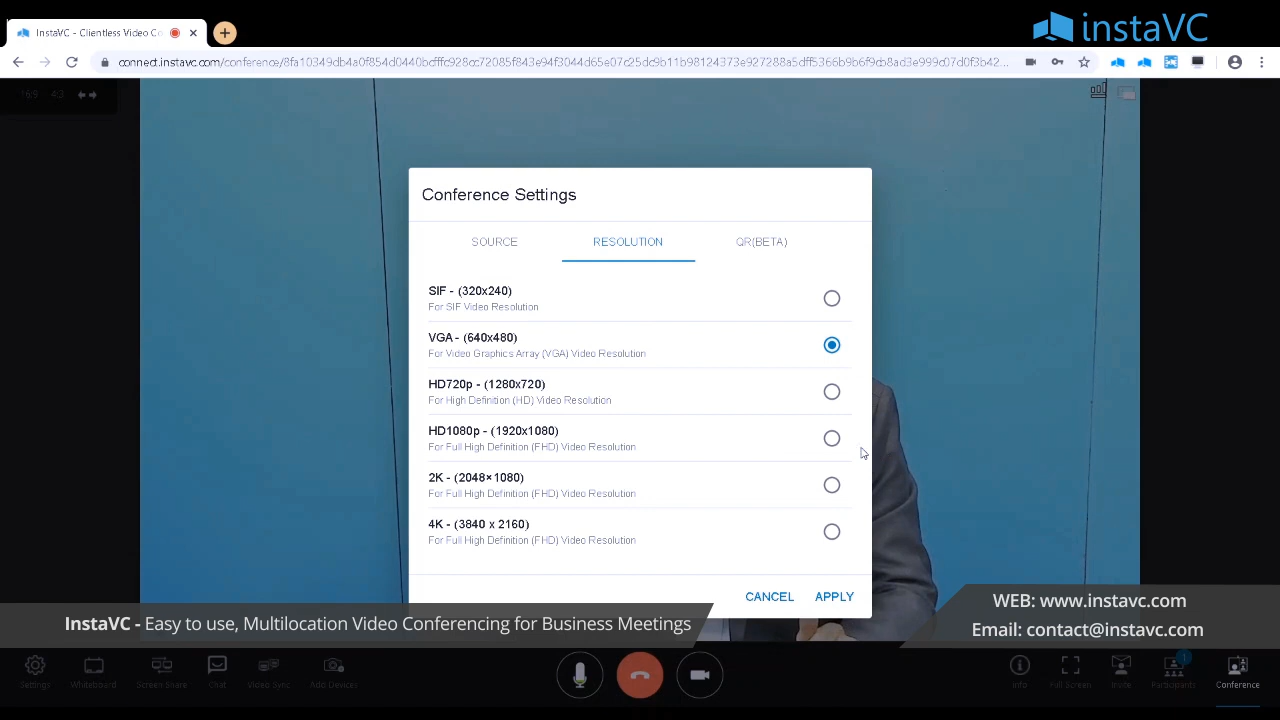 InstaVC - Clientless Video Co
instaVC
16:9 4:3
Conference Settings
SOURCE
RESOLUTION
QR(BETA)
SIF - (320x240)
For SIF Video Resolution
VGA - (640x480)
For Video Graphics Array (VGA) Video Resolution
HD720p - (1280x720)
For High Definition (HD) Video Resolution
HD1080p - (1920x1080)
For Full High Definition (FHD) Video Resolution
2K - (2048×1080)
For Full High Definition (FHD) Video Resolution
4K - (3840 x 2160)
For Full High Definition (FHD) Video Resolution
CANCEL
APPLY
InstaVC - Easy to use, Multilocation Video Conferencing for Business Meetings
WEB: www.instavc.com
Email: contact@instavc.com
Settings
Whiteboard
Screen Share
Chat
Video Sync
Add Devices
Info
Full Screen
Invite
1
Participants
Conference